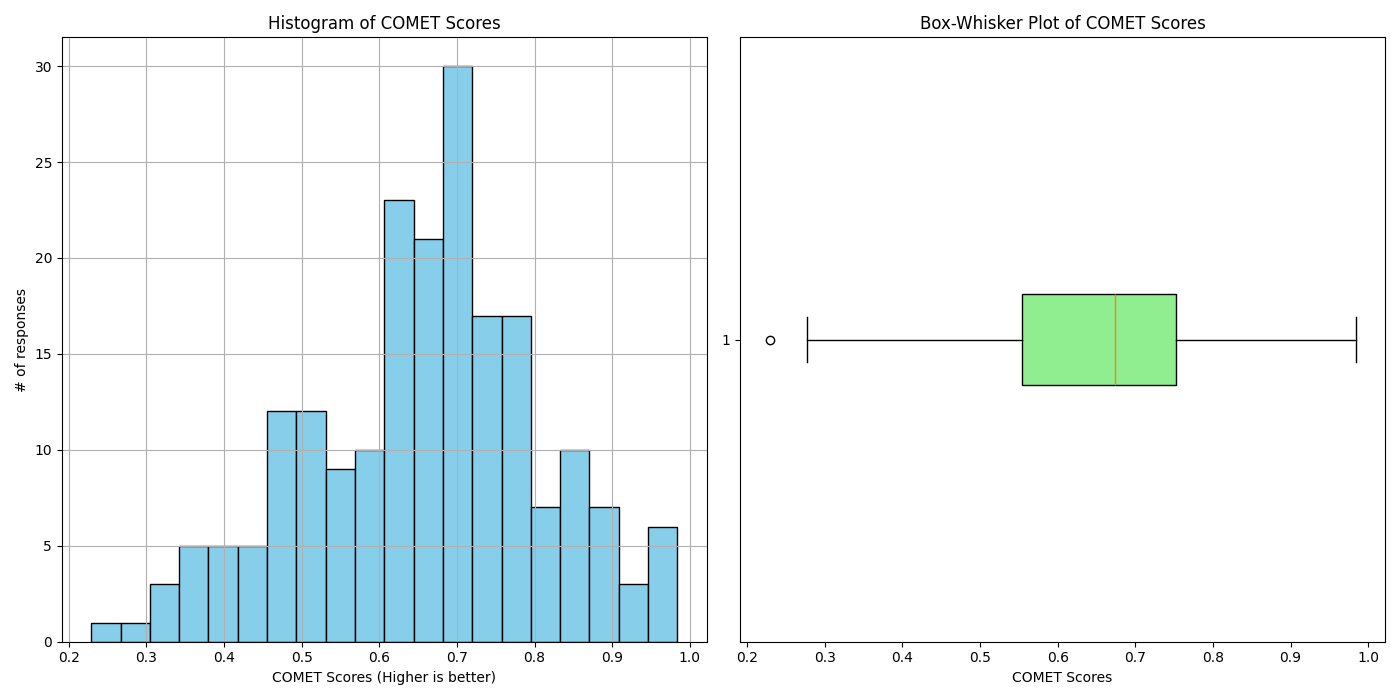 Histogram of COMET Scores
30
25
20
15
10
5
0
# of responses
0.2 0.3 0.4 0.5 0.6 0.7 0.8 0.9 1.0
COMET Scores (Higher is better)
Box-Whisker Plot of COMET Scores
1
0.2 0.3 0.4 0.5 0.6 0.7 0.8 0.9 1.0
COMET Scores